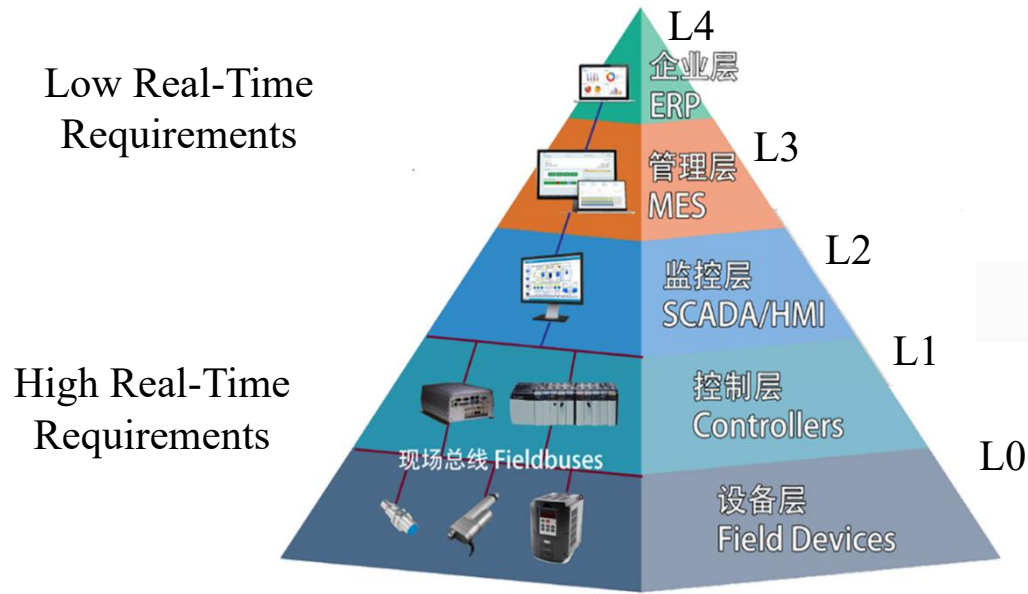 L4
企业层
ERP
Low Real-Time
Requirements
L3
管理层
MES
L2
监控层
SCADA/HMI
L1
High Real-Time
Requirements
控制层
Controllers
现场总线 Fieldbuses
L0
设备层
Field Devices